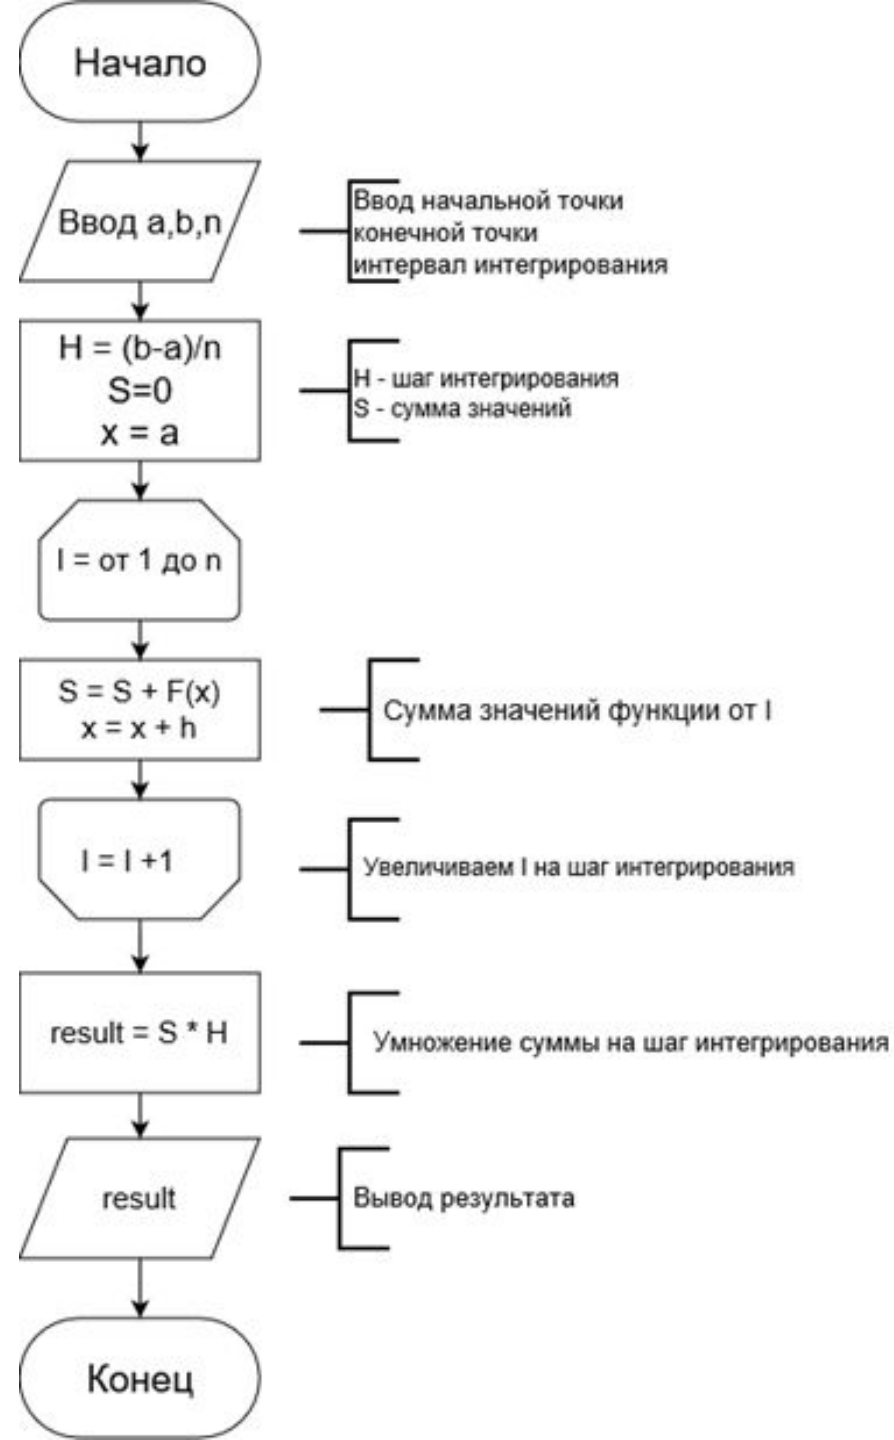 Начало
Ввод a,b,n
Ввод начальной точки
конечной точки
интервал интегрирования
H = (b-a)/n
S=0
x = a
H - шаг интегрирования
S - сумма значений
I = от 1 до n
S = S + F(x)
x = x + h
Сумма значений функции от I
I = I +1
Увеличиваем I на шаг интегрирования
result = S * H
Умножение суммы на шаг интегрирования
result
Вывод результата
Конец